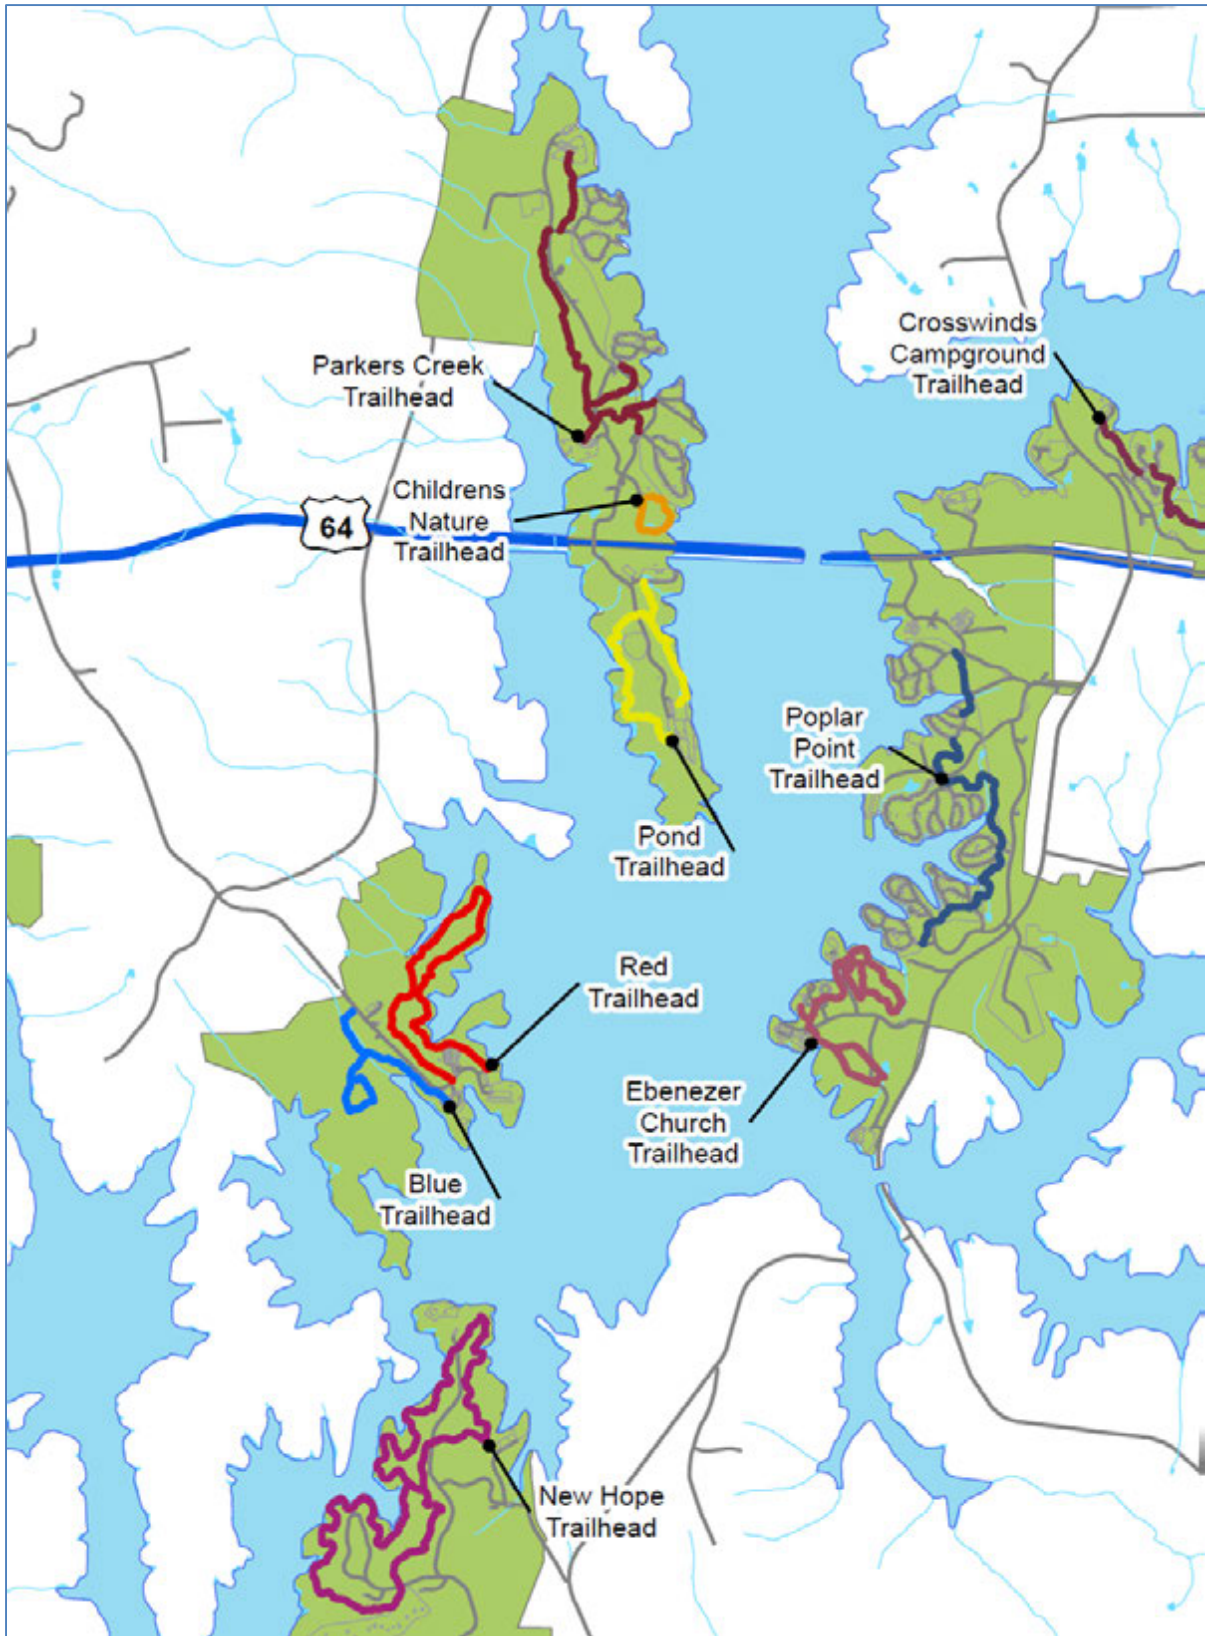 Crosswinds
Campground
Trailhead
Parkers Creek
Trailhead
Childrens
Nature
Trailhead
64
Poplar
Point
Trailhead
Pond
Trailhead
Red
Trailhead
Ebenezer
Church
Trailhead
Blue
Trailhead
New Hope
Trailhead